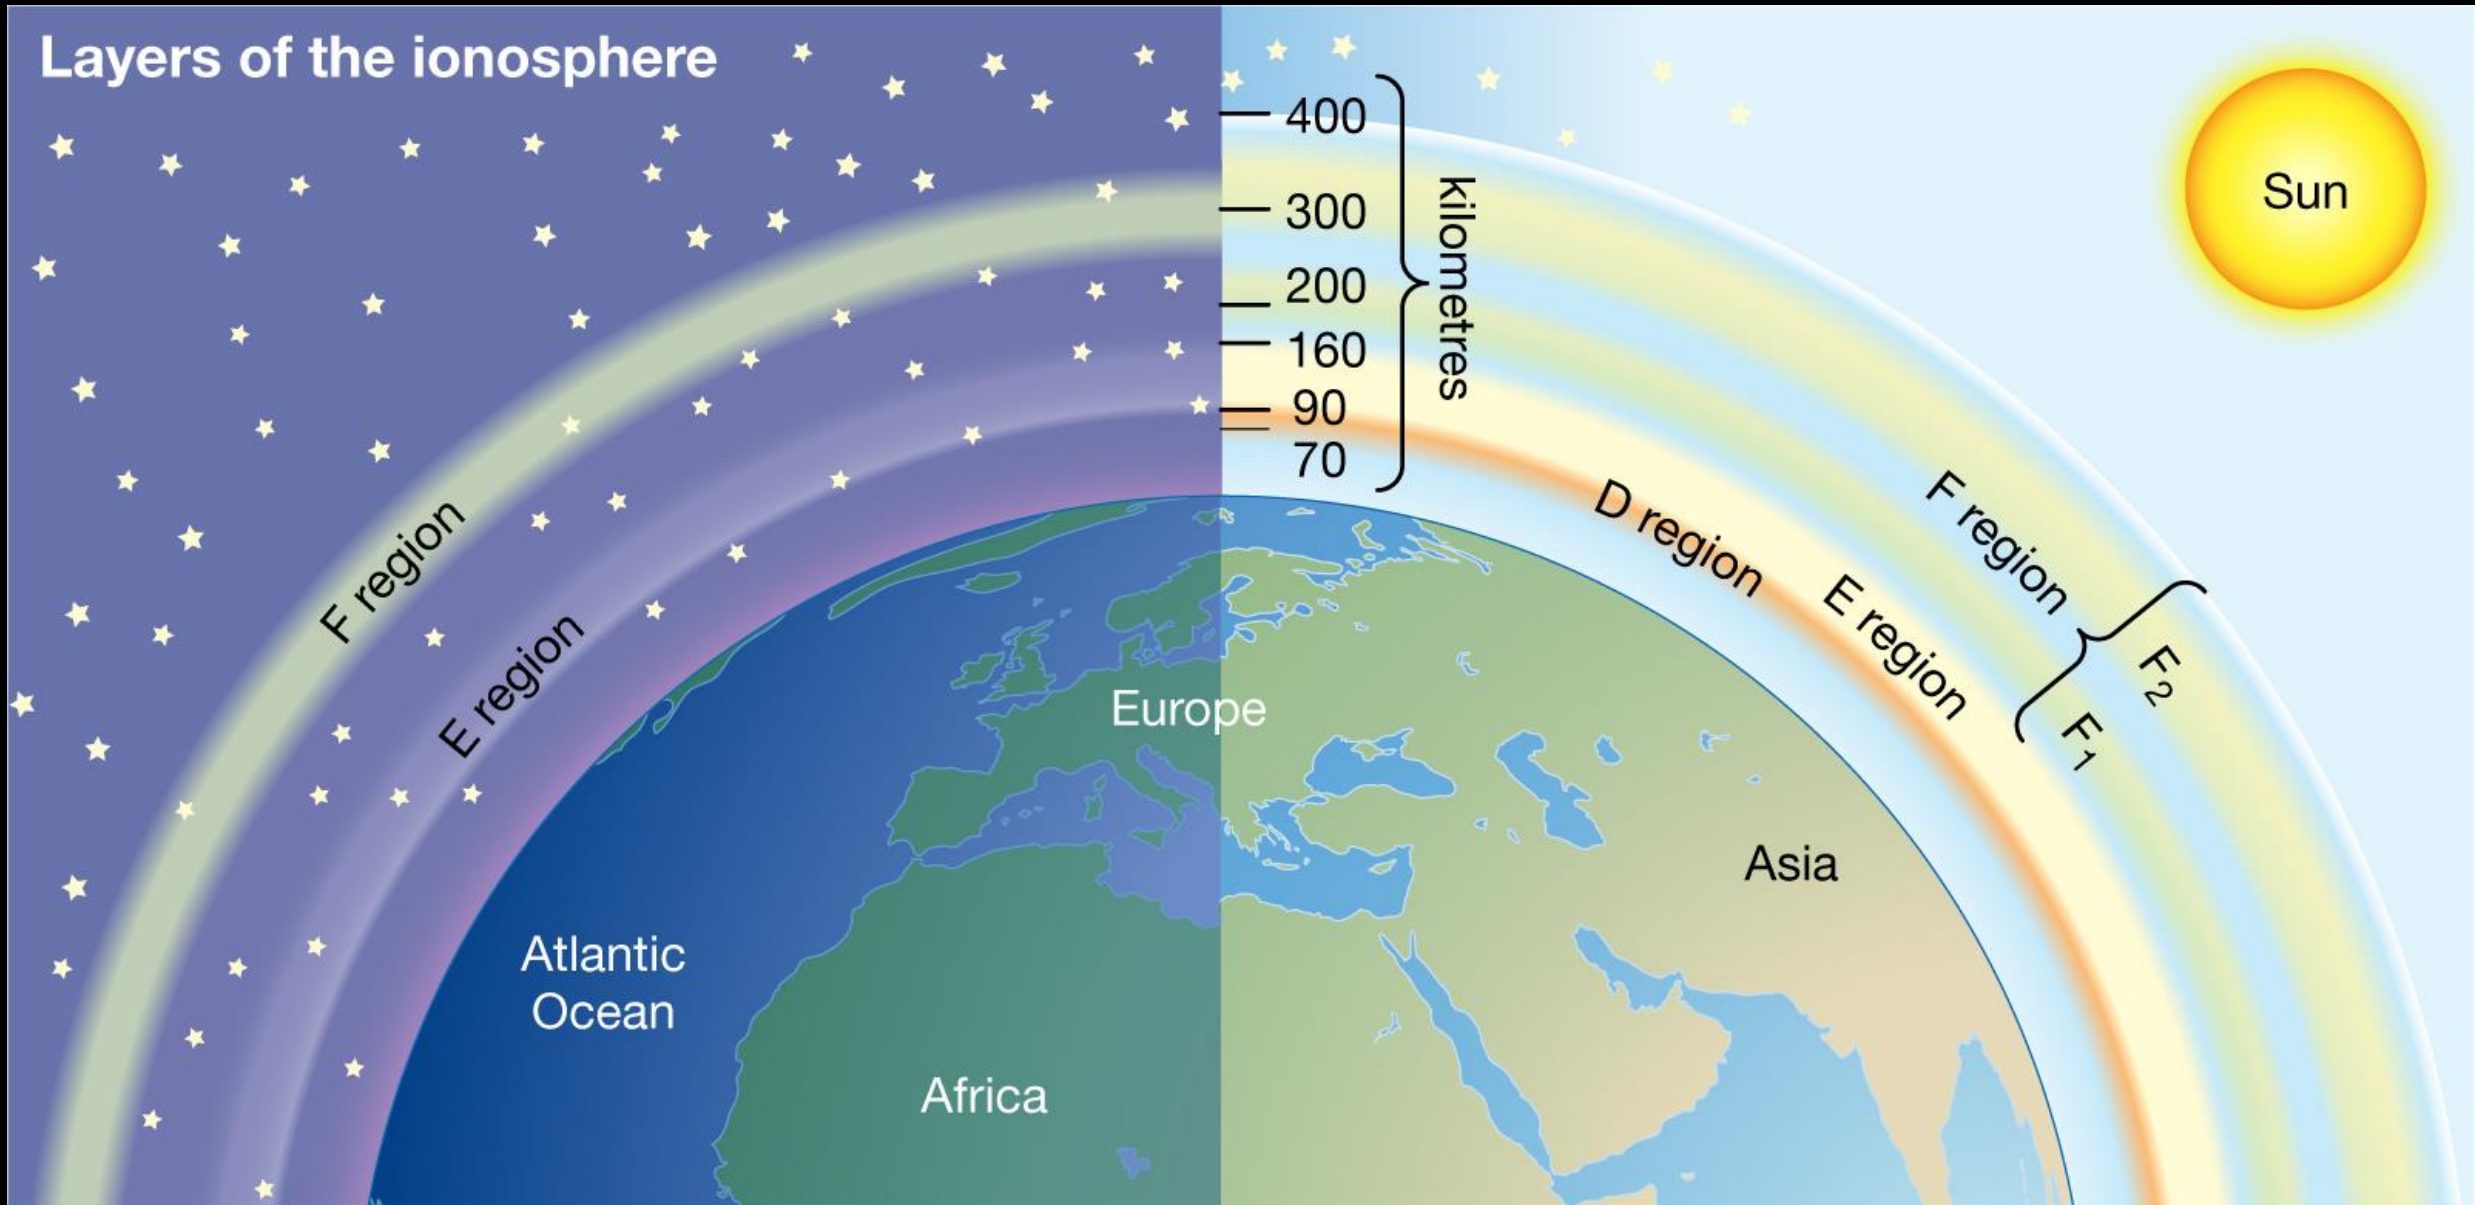 Layers of the ionosphere
400
300
200
160
90
70
kilometres
Sun
F region
E region
D region
E region
F region
F2
F1
Europe
Asia
Atlantic
Ocean
Africa